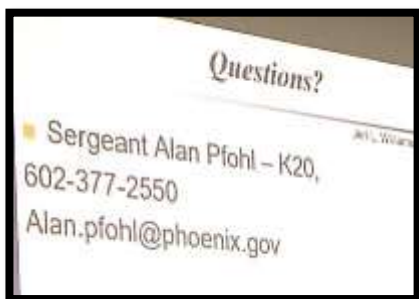 Questions?
Sergeant Alan Pfohl – K20,
602-377-2550
Alan.pfohl@phoenix.gov